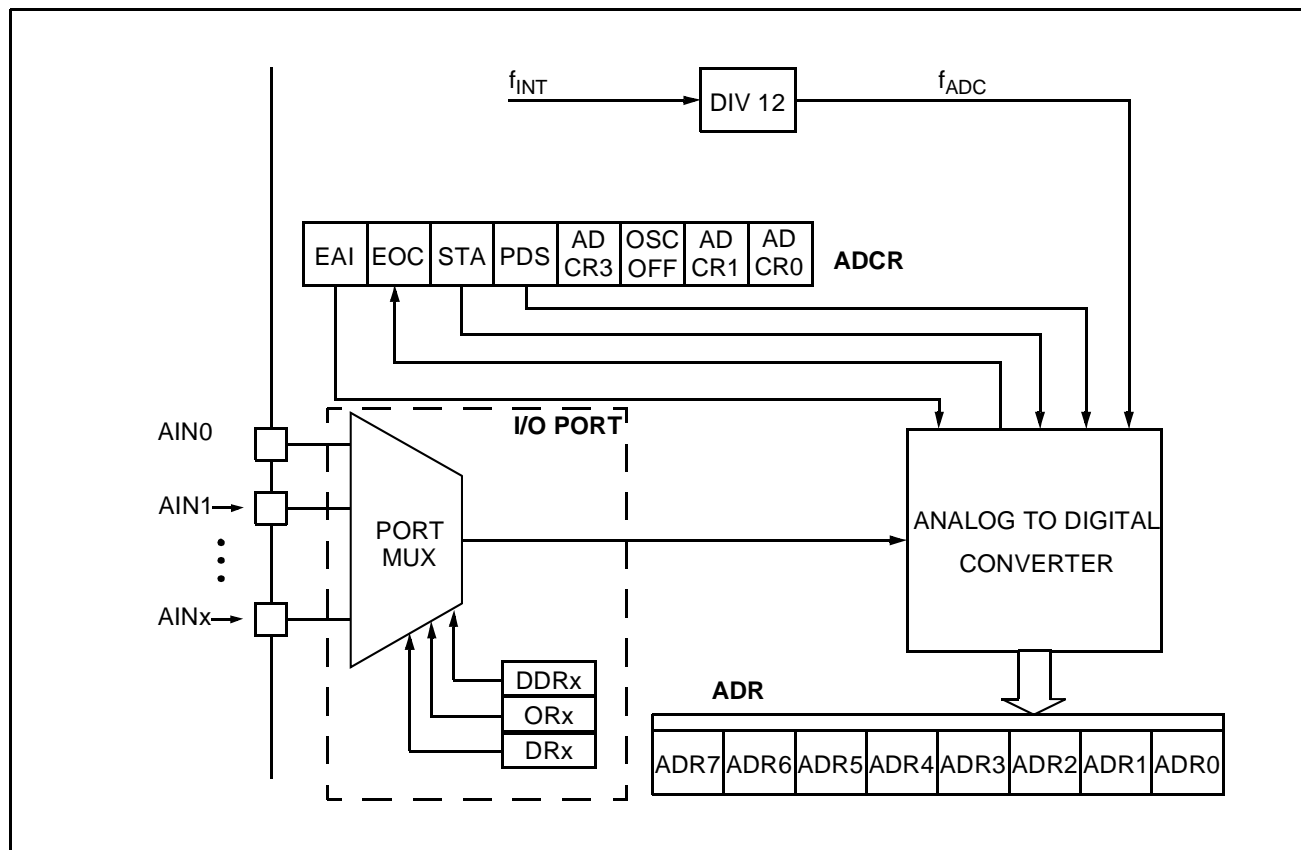 fINT
DIV 12
fADC
EAI EOC STA PDS AD CR3 OSC OFF AD CR1 AD CR0
ADCR
I/O PORT
AIN0
AIN1
AINx
PORT
MUX
ANALOG TO DIGITAL
CONVERTER
DDRx
ORx
DRx
ADR
ADR7 ADR6 ADR5 ADR4 ADR3 ADR2 ADR1 ADR0